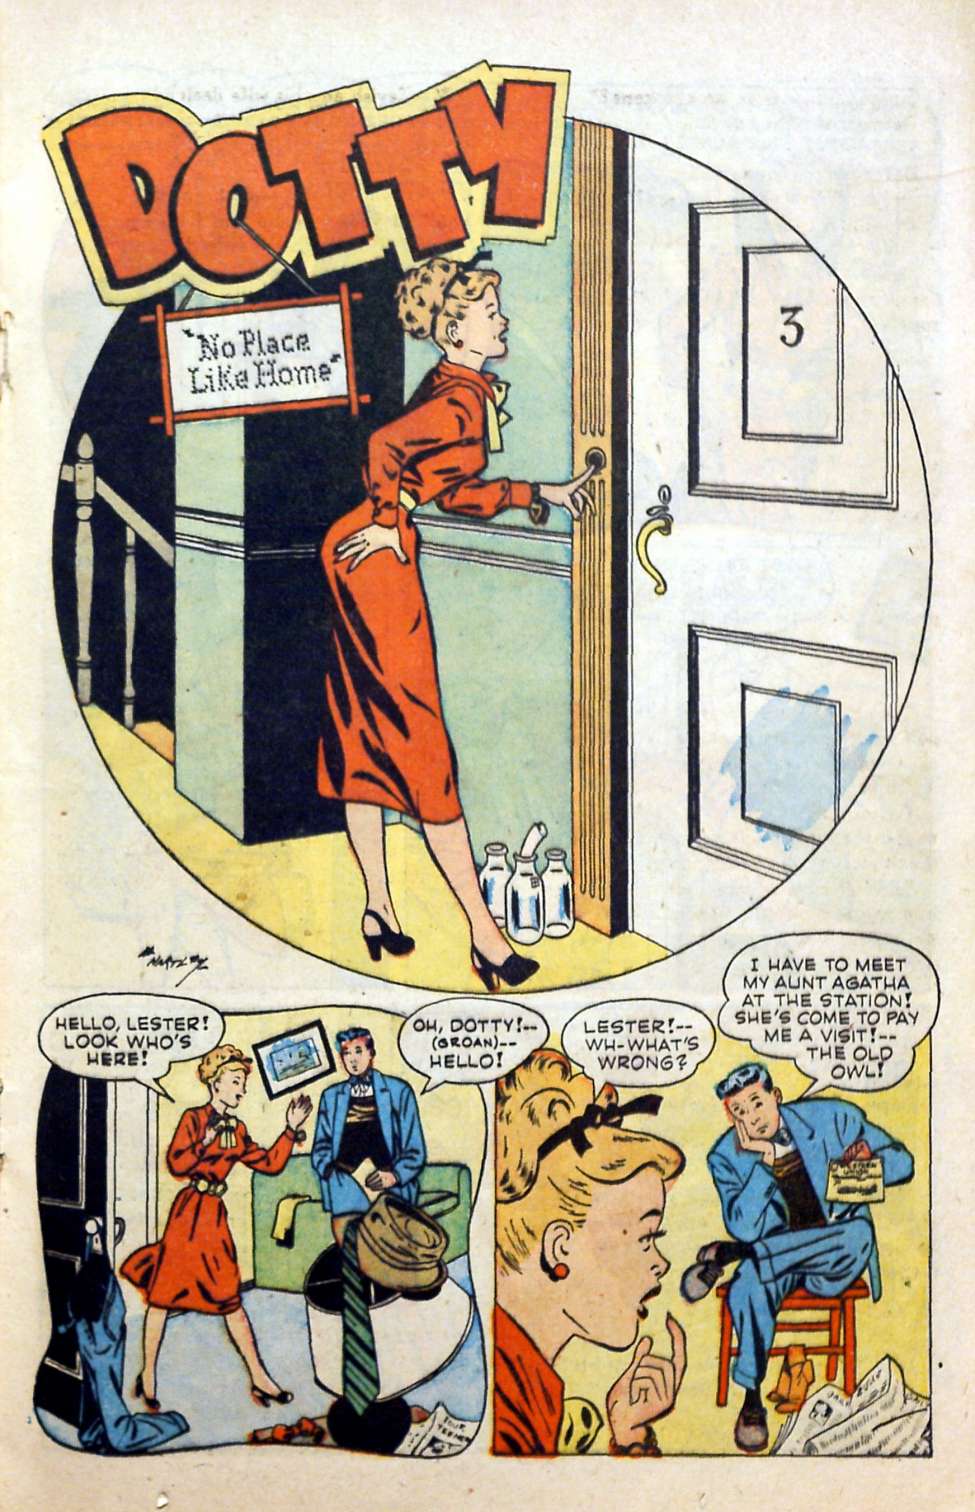 DOTTY
"No Place
Like Home"
3
HELLO, LESTER!
LOOK WHO'S
HERE!
OH, DOTTY!--
(GROAN)--
HELLO!
LESTER!--
WH-WHAT'S
WRONG?
I HAVE TO MEET
MY AUNT AGATHA
AT THE STATION!
SHE'S COME TO PAY
ME A VISIT!--
THE OLD
OWL!